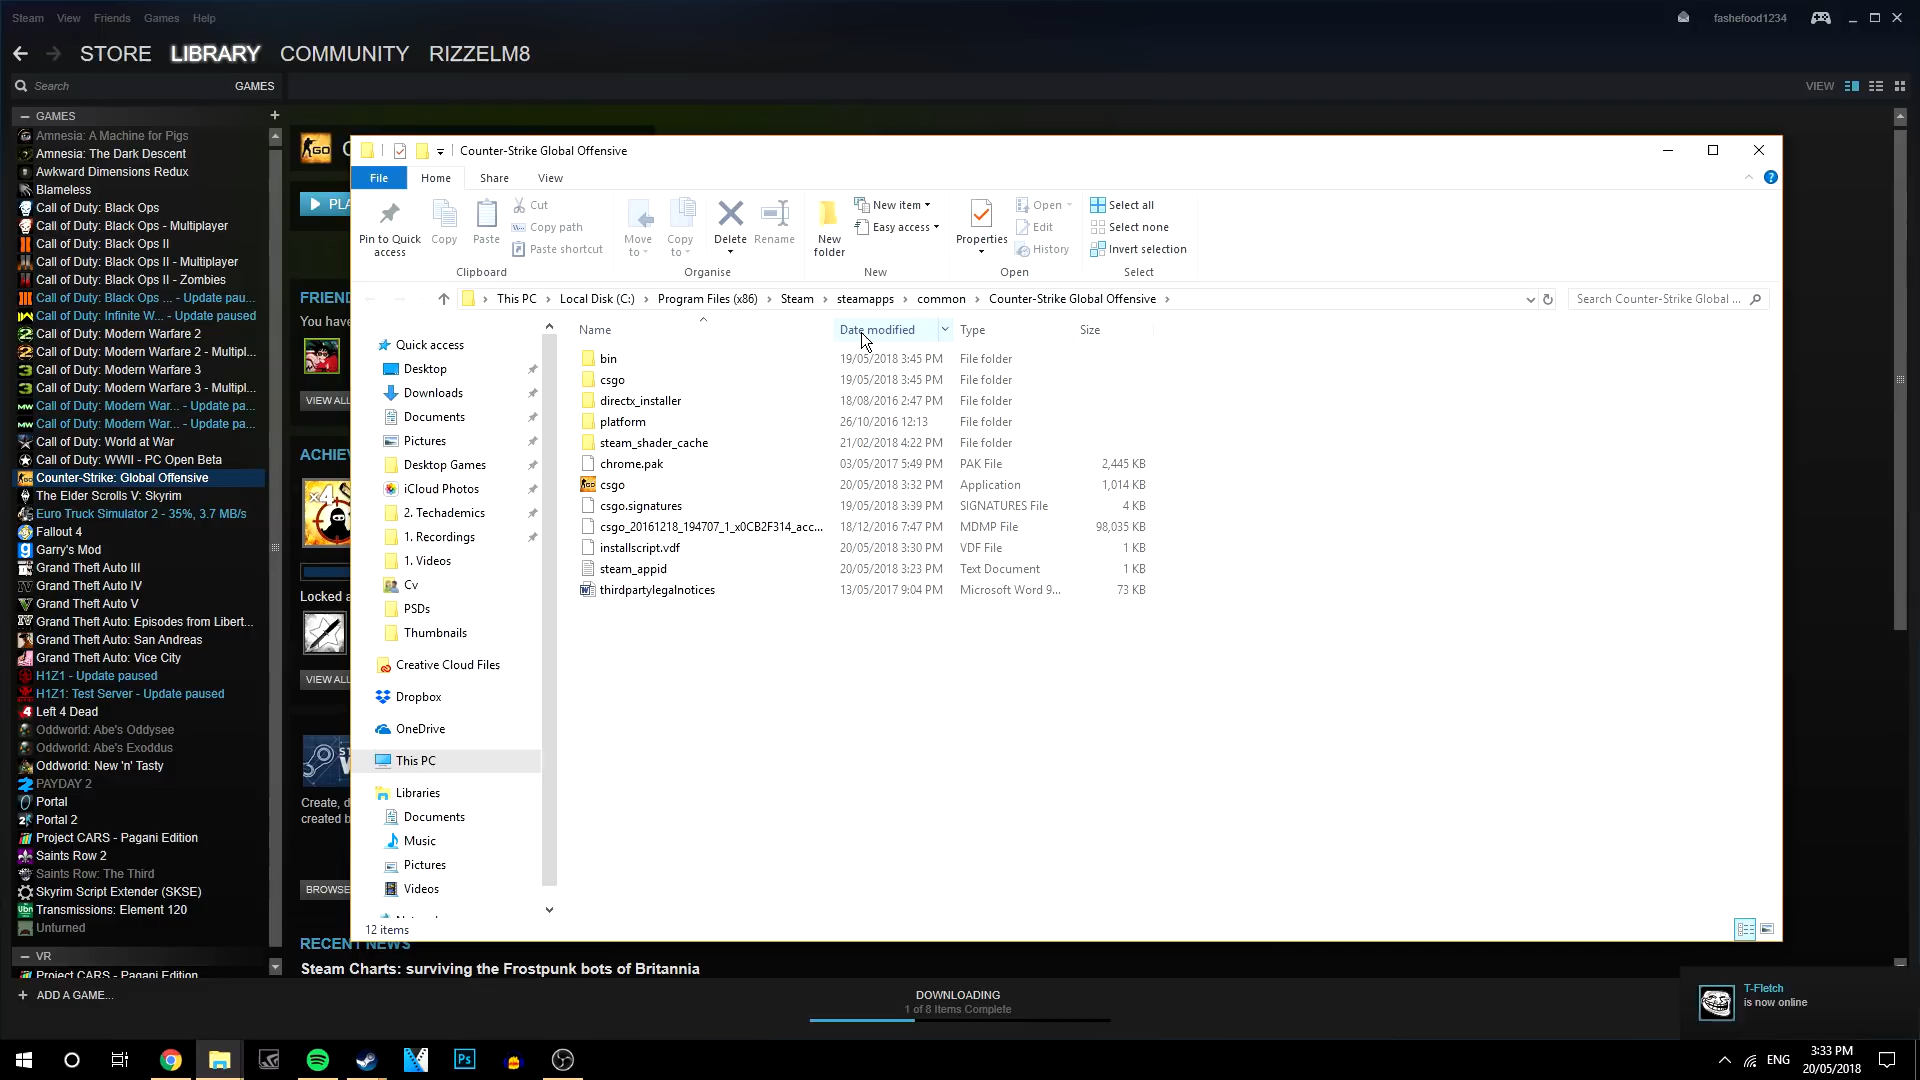 Steam View Friends Games Help
fashefood1234
STORE LIBRARY COMMUNITY RIZZELM8
Search GAMES
VIEW
GAMES
Amnesia: A Machine for Pigs
Amnesia: The Dark Descent
Awkward Dimensions Redux
Blameless
Call of Duty: Black Ops
Call of Duty: Black Ops - Multiplayer
Call of Duty: Black Ops II
Call of Duty: Black Ops II - Multiplayer
Call of Duty: Black Ops II - Zombies
Call of Duty: Black Ops ... - Update pau...
Call of Duty: Infinite W... - Update paused
Call of Duty: Modern Warfare 2
Call of Duty: Modern Warfare 2 - Multipl...
Call of Duty: Modern Warfare 3
Call of Duty: Modern Warfare 3 - Multipl...
Call of Duty: Modern War... - Update pa...
Call of Duty: Modern War... - Update pa...
Call of Duty: World at War
Call of Duty: WWII - PC Open Beta
Counter-Strike: Global Offensive
The Elder Scrolls V: Skyrim
Euro Truck Simulator 2 - 35%, 3.7 MB/s
Fallout 4
Garry's Mod
Grand Theft Auto III
Grand Theft Auto IV
Grand Theft Auto V
Grand Theft Auto: Episodes from Libert...
Grand Theft Auto: San Andreas
Grand Theft Auto: Vice City
H1Z1 - Update paused
H1Z1: Test Server - Update paused
Left 4 Dead
Oddworld: Abe's Oddysee
Oddworld: Abe's Exoddus
Oddworld: New 'n' Tasty
PAYDAY 2
Portal
Portal 2
Project CARS - Pagani Edition
Saints Row 2
Saints Row: The Third
Skyrim Script Extender (SKSE)
Transmissions: Element 120
Unturned
VR
Project CARS - Pagani Edition
ADD A GAME...
PLA
FRIEN
You have
VIEW ALL
ACHIEV
x4
Locked a
VIEW ALL
Create, d
created b
BROWSE
RECENT NEWS
Steam Charts: surviving the Frostpunk bots of Britannia
DOWNLOADING
1 of 8 Items Complete
T-Fletch
is now online
Counter-Strike Global Offensive
File Home Share View
Pin to Quick access
Copy
Paste
Cut
Copy path
Paste shortcut
Clipboard
Move to
Copy to
Delete
Rename
Organise
New folder
New item
Easy access
New
Properties
Open
Edit
History
Open
Select all
Select none
Invert selection
Select
This PC Local Disk (C:) Program Files (x86) Steam steamapps common Counter-Strike Global Offensive
Search Counter-Strike Global ...
Quick access
Desktop
Downloads
Documents
Pictures
Desktop Games
iCloud Photos
2. Techademics
1. Recordings
1. Videos
Cv
PSDs
Thumbnails
Creative Cloud Files
Dropbox
OneDrive
This PC
Libraries
Documents
Music
Pictures
Videos
Name Date modified Type Size
bin 19/05/2018 3:45 PM File folder
csgo 19/05/2018 3:45 PM File folder
directx_installer 18/08/2016 2:47 PM File folder
platform 26/10/2016 12:13 File folder
steam_shader_cache 21/02/2018 4:22 PM File folder
chrome.pak 03/05/2017 5:49 PM PAK File 2,445 KB
csgo 20/05/2018 3:32 PM Application 1,014 KB
csgo.signatures 19/05/2018 3:39 PM SIGNATURES File 4 KB
csgo_20161218_194707_1_x0CB2F314_acc... 18/12/2016 7:47 PM MDMP File 98,035 KB
installscript.vdf 20/05/2018 3:30 PM VDF File 1 KB
steam_appid 20/05/2018 3:23 PM Text Document 1 KB
thirdpartylegalnotices 13/05/2017 9:04 PM Microsoft Word 9... 73 KB
12 items
ENG
3:33 PM
20/05/2018